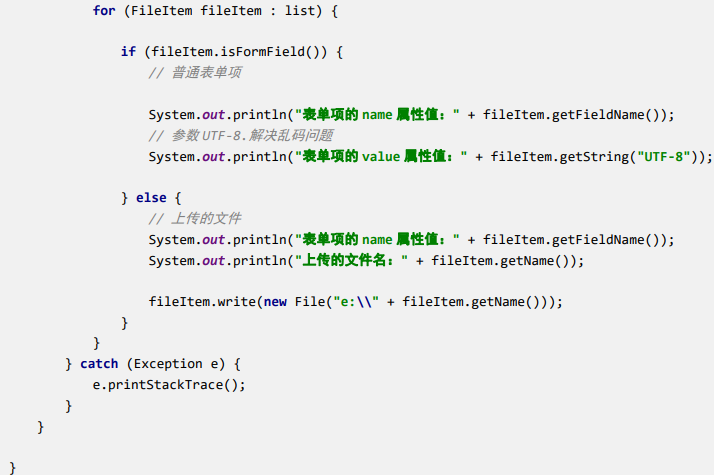 for (FileItem fileItem : list) {
if (fileItem.isFormField()) {
// 普通表单项
System.out.println("表单项的 name 属性值：" + fileItem.getFieldName());
// 参数 UTF-8.解决乱码问题
System.out.println("表单项的 value 属性值：" + fileItem.getString("UTF-8"));
} else {
// 上传的文件
System.out.println("表单项的 name 属性值：" + fileItem.getFieldName());
System.out.println("上传的文件名：" + fileItem.getName());
fileItem.write(new File("e:\\" + fileItem.getName()));
}
}
} catch (Exception e) {
e.printStackTrace();
}
}
}